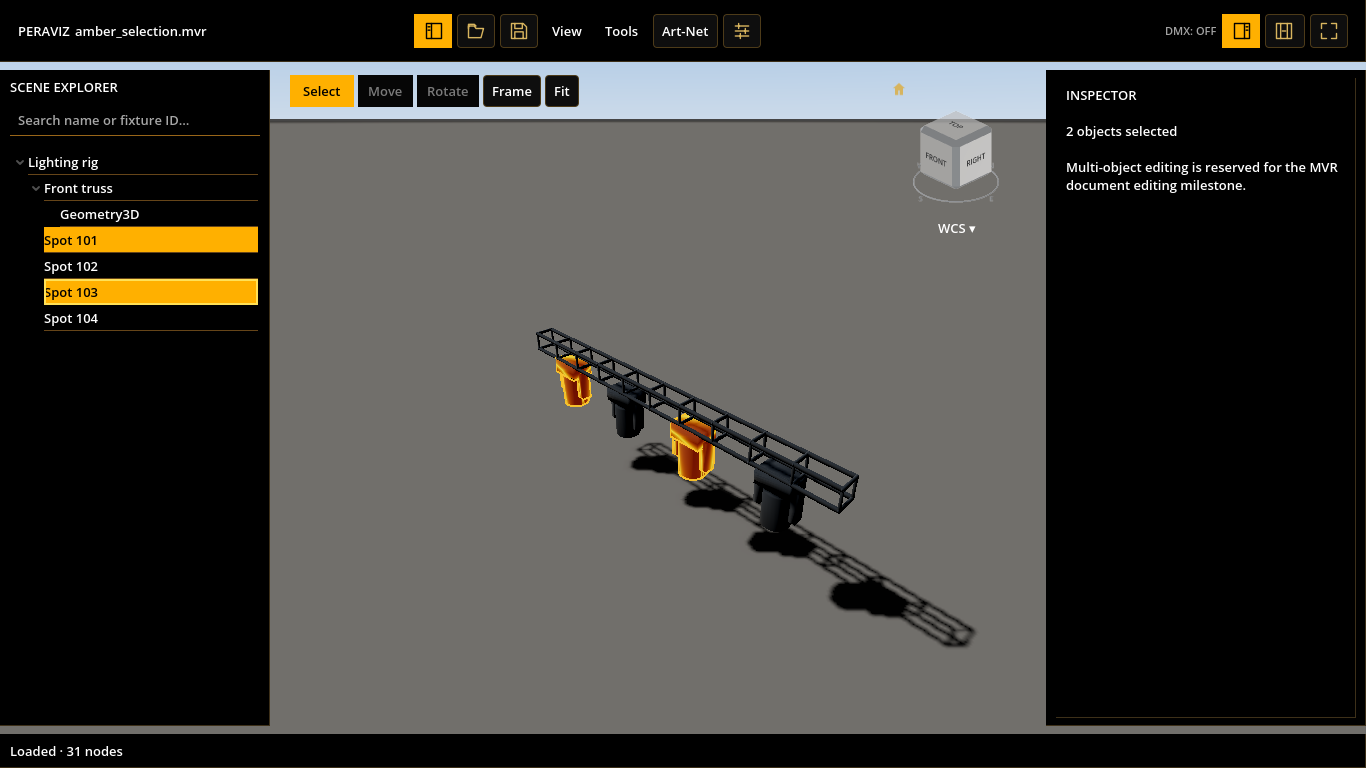 PERAVIZ amber_selection.mvr
View
Tools
Art-Net
DMX: OFF
SCENE EXPLORER
Search name or fixture ID...
Lighting rig
Front truss
Geometry3D
Spot 101
Spot 102
Spot 103
Spot 104
Select
Move
Rotate
Frame
Fit
TOP
FRONT
RIGHT
S
E
WCS ▾
INSPECTOR
2 objects selected
Multi-object editing is reserved for the MVR
document editing milestone.
Loaded · 31 nodes